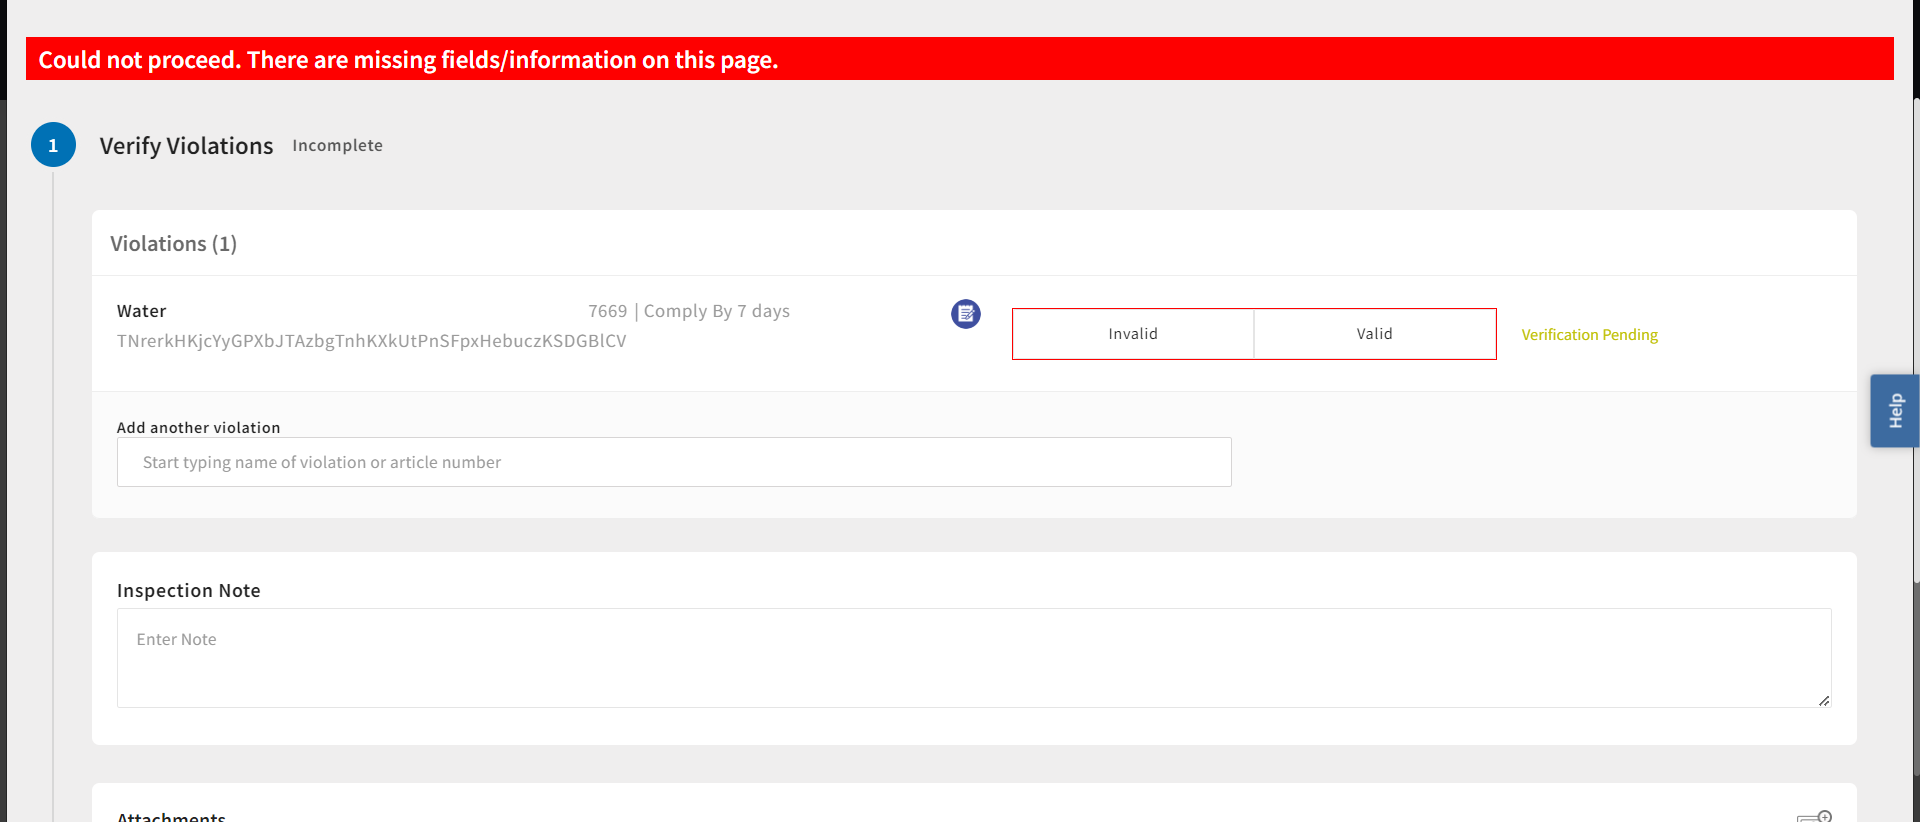 Could not proceed. There are missing fields/information on this page.
1 Verify Violations Incomplete
Violations (1)
Water 7669 | Comply By 7 days
TNrerkHKjcYyGPXbJTAzbgTnhKXkUtPnSFpxHebuczKSDGBlCV
Invalid Valid Verification Pending
Help
Add another violation
Start typing name of violation or article number
Inspection Note
Enter Note
Attachments